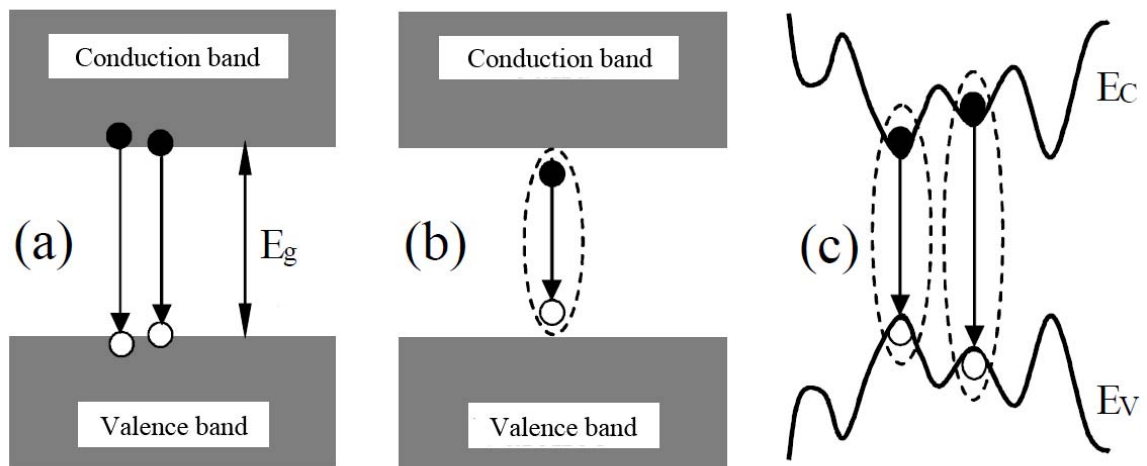 Conduction band
(a)
Eg
Valence band
Conduction band
(b)
Valence band
(c)
EC
EV